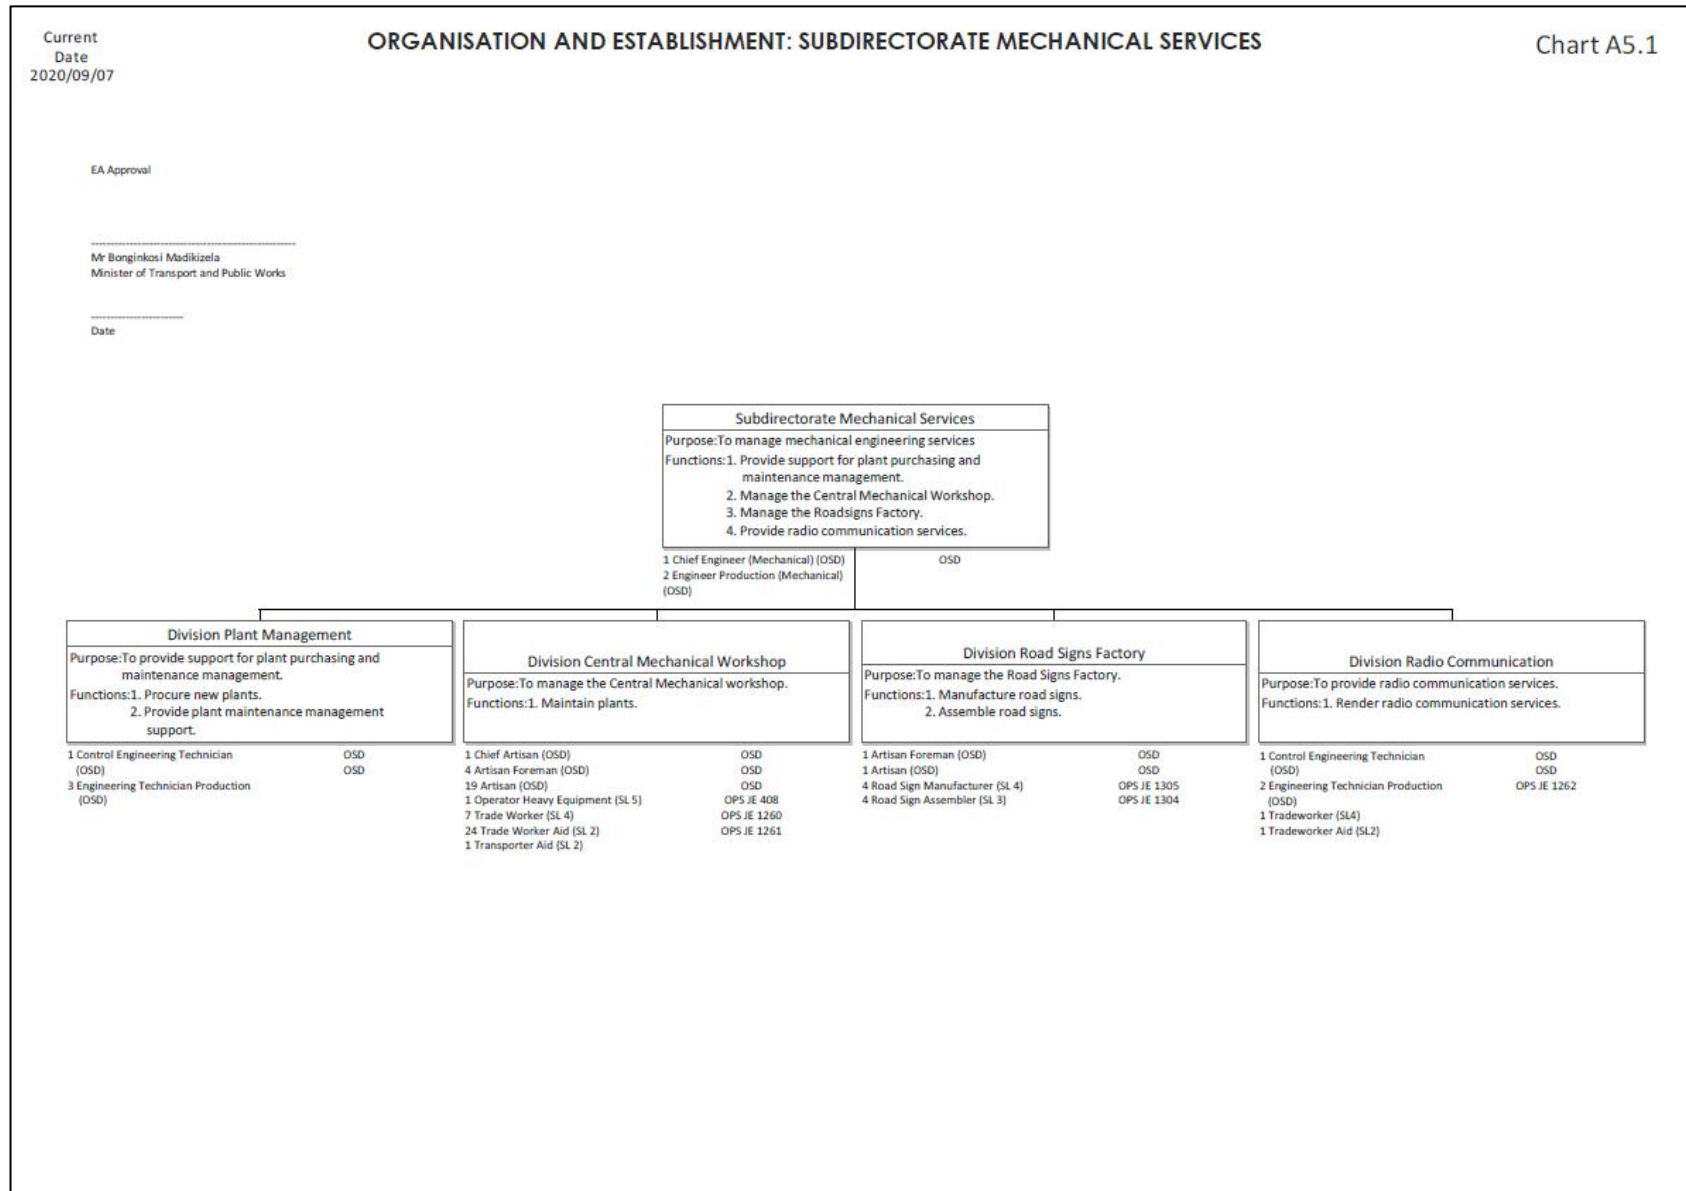 Current
Date
2020/09/07
ORGANISATION AND ESTABLISHMENT: SUBDIRECTORATE MECHANICAL SERVICES
Chart A5.1
EA Approval
Mr Bonginkosi Madikizela
Minister of Transport and Public Works
Date
Subdirectorate Mechanical Services
Purpose:To manage mechanical engineering services
Functions:1. Provide support for plant purchasing and
maintenance management.
2. Manage the Central Mechanical Workshop.
3. Manage the Roadsigns Factory.
4. Provide radio communication services.
1 Chief Engineer (Mechanical) (OSD) OSD
2 Engineer Production (Mechanical)
(OSD)
Division Plant Management
Purpose:To provide support for plant purchasing and
maintenance management.
Functions:1. Procure new plants.
2. Provide plant maintenance management
support.
1 Control Engineering Technician OSD
(OSD) OSD
3 Engineering Technician Production
(OSD)
Division Central Mechanical Workshop
Purpose:To manage the Central Mechanical workshop.
Functions:1. Maintain plants.
1 Chief Artisan (OSD) OSD
4 Artisan Foreman (OSD) OSD
19 Artisan (OSD) OSD
1 Operator Heavy Equipment (SL 5) OPS JE 408
7 Trade Worker (SL 4) OPS JE 1260
24 Trade Worker Aid (SL 2) OPS JE 1261
1 Transporter Aid (SL 2)
Division Road Signs Factory
Purpose:To manage the Road Signs Factory.
Functions:1. Manufacture road signs.
2. Assemble road signs.
1 Artisan Foreman (OSD) OSD
1 Artisan (OSD) OSD
4 Road Sign Manufacturer (SL 4) OPS JE 1305
4 Road Sign Assembler (SL 3) OPS JE 1304
Division Radio Communication
Purpose:To provide radio communication services.
Functions:1. Render radio communication services.
1 Control Engineering Technician OSD
(OSD) OSD
2 Engineering Technician Production OPS JE 1262
(OSD)
1 Tradeworker (SL4)
1 Tradeworker Aid (SL2)